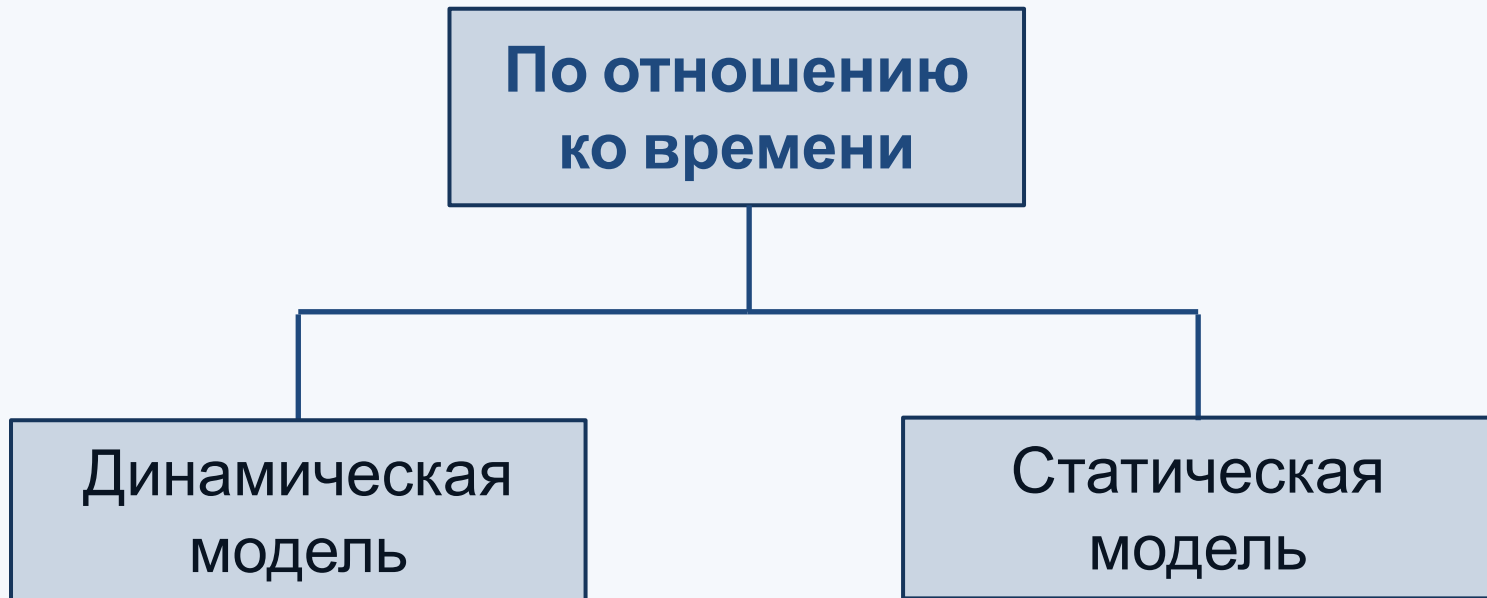 По отношению
ко времени
Динамическая
модель
Статическая
модель